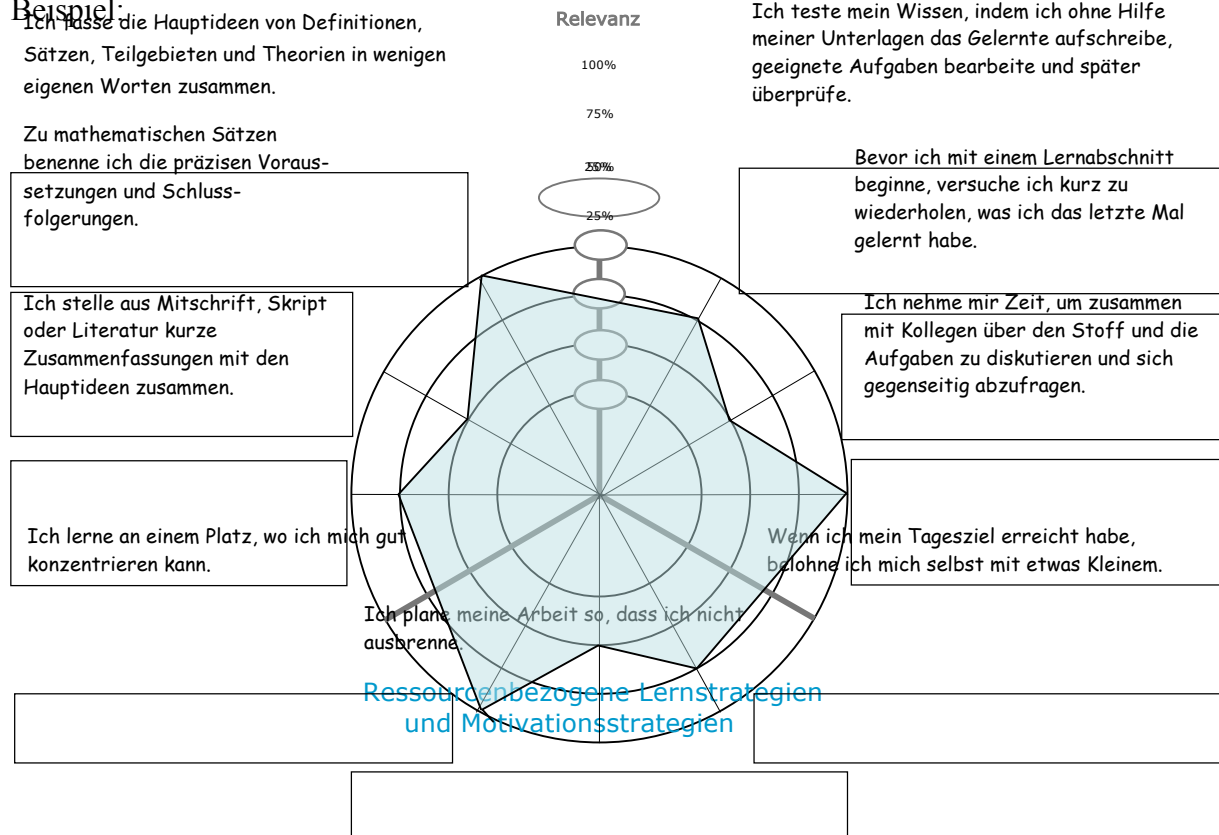 Beispiel:
Ich fasse die Hauptideen von Definitionen,
Sätzen, Teilgebieten und Theorien in wenigen
eigenen Worten zusammen.
Zu mathematischen Sätzen
benenne ich die präzisen Voraus-
setzungen und Schluss-
folgerungen.
Ich stelle aus Mitschrift, Skript
oder Literatur kurze
Zusammenfassungen mit den
Hauptideen zusammen.
Ich lerne an einem Platz, wo ich mich gut
konzentrieren kann.
Relevanz
100%
75%
50%
25%
25%
Ich teste mein Wissen, indem ich ohne Hilfe
meiner Unterlagen das Gelernte aufschreibe,
geeignete Aufgaben bearbeite und später
überprüfe.
Bevor ich mit einem Lernabschnitt
beginne, versuche ich kurz zu
wiederholen, was ich das letzte Mal
gelernt habe.
Ich nehme mir Zeit, um zusammen
mit Kollegen über den Stoff und die
Aufgaben zu diskutieren und sich
gegenseitig abzufragen.
Wenn ich mein Tagesziel erreicht habe,
belohne ich mich selbst mit etwas Kleinem.
Ich plane meine Arbeit so, dass ich nicht
ausbrenne.
Ressourcenbezogene Lernstrategien
und Motivationsstrategien